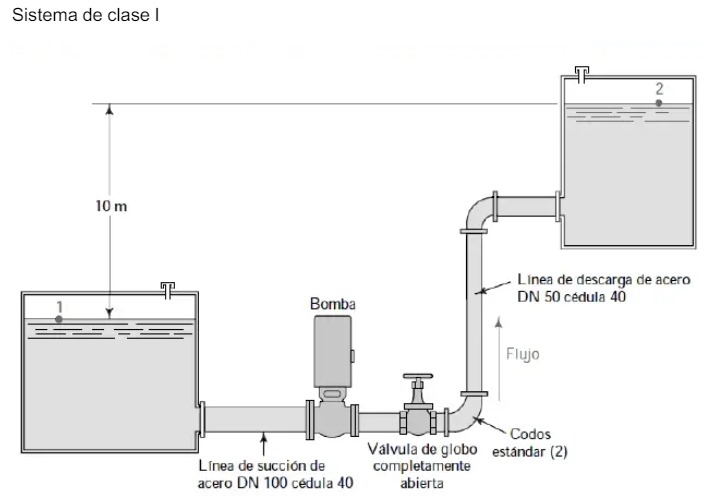 Sistema de clase I
2
10 m
Línea de descarga de acero
DN 50 cédula 40
1
Bomba
Flujo
Codos
estándar (2)
Válvula de globo
completamente
abierta
Línea de succión de
acero DN 100 cédula 40